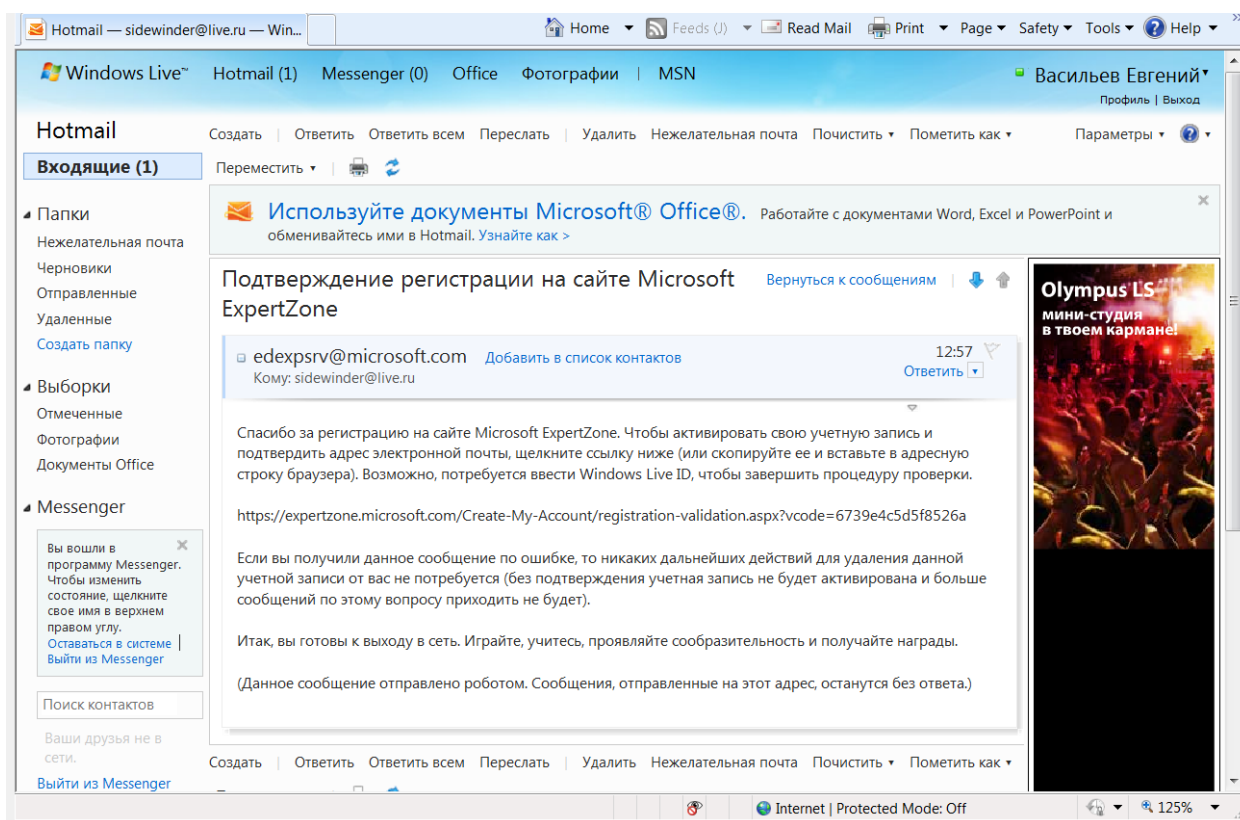 Hotmail — sidewinder@live.ru — Win...
Home Feeds (J) Read Mail Print Page Safety Tools Help
Windows Live™ Hotmail (1) Messenger (0) Office Фотографии | MSN
Васильев Евгений
Профиль | Выход
Hotmail
Создать | Ответить Ответить всем Переслать | Удалить Нежелательная почта Почистить Пометить как Параметры
Входящие (1)
Переместить
Папки
Нежелательная почта
Черновики
Отправленные
Удаленные
Создать папку
Выборки
Отмеченные
Фотографии
Документы Office
Messenger
Вы вошли в
программу Messenger.
Чтобы изменить
состояние, щелкните
свое имя в верхнем
правом углу.
Оставаться в системе |
Выйти из Messenger
Поиск контактов
Ваши друзья не в
сети.
Выйти из Messenger
Используйте документы Microsoft® Office®. Работайте с документами Word, Excel и PowerPoint и
обменивайтесь ими в Hotmail. Узнайте как >
Подтверждение регистрации на сайте Microsoft
ExpertZone
Вернуться к сообщениям
edexpsrv@microsoft.com Добавить в список контактов
Кому: sidewinder@live.ru
12:57
Ответить
Спасибо за регистрацию на сайте Microsoft ExpertZone. Чтобы активировать свою учетную запись и
подтвердить адрес электронной почты, щелкните ссылку ниже (или скопируйте ее и вставьте в адресную
строку браузера). Возможно, потребуется ввести Windows Live ID, чтобы завершить процедуру проверки.
https://expertzone.microsoft.com/Create-My-Account/registration-validation.aspx?vcode=6739e4c5d5f8526a
Если вы получили данное сообщение по ошибке, то никаких дальнейших действий для удаления данной
учетной записи от вас не потребуется (без подтверждения учетная запись не будет активирована и больше
сообщений по этому вопросу приходить не будет).
Итак, вы готовы к выходу в сеть. Играйте, учитесь, проявляйте сообразительность и получайте награды.
(Данное сообщение отправлено роботом. Сообщения, отправленные на этот адрес, останутся без ответа.)
Создать | Ответить Ответить всем Переслать | Удалить Нежелательная почта Почистить Пометить как
Olympus LS
мини-студия
в твоем кармане!
Internet | Protected Mode: Off
125%